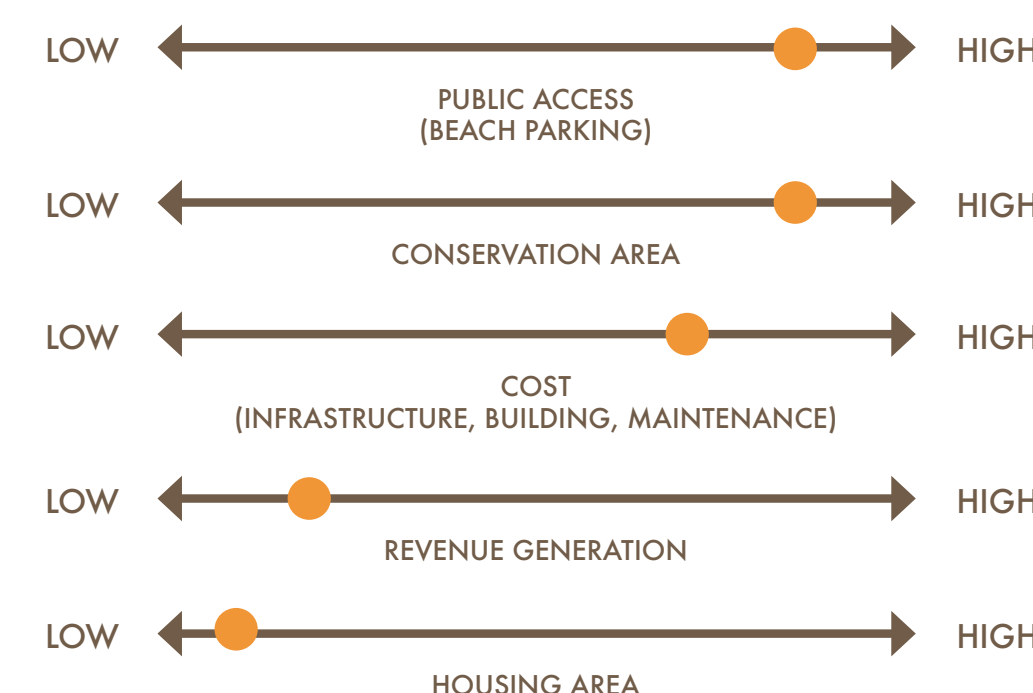 LOW HIGH
PUBLIC ACCESS
(BEACH PARKING)
LOW HIGH
CONSERVATION AREA
LOW HIGH
COST
(INFRASTRUCTURE, BUILDING, MAINTENANCE)
LOW HIGH
REVENUE GENERATION
LOW HIGH
HOUSING AREA